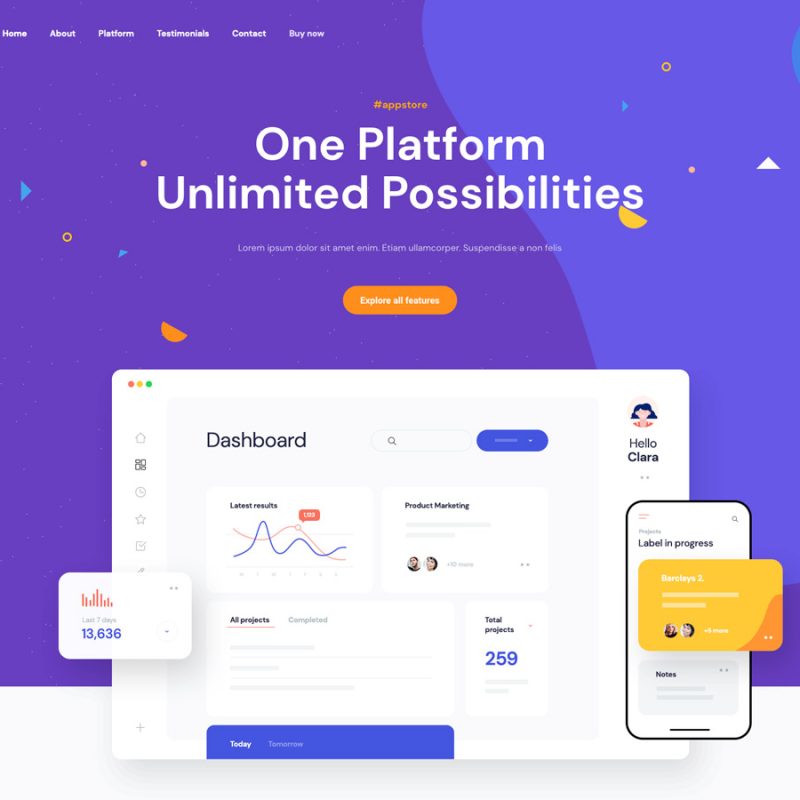 Home About Platform Testimonials Contact Buy now
#appstore
One Platform
Unlimited Possibilities
Lorem ipsum dolor sit amet enim. Etiam ullamcorper. Suspendisse a non felis
Explore all features
Dashboard
Hello
Clara
Latest results
1,123
M T W T F S S
Product Marketing
+10 more
Last 7 days
13,636
All projects Completed
Total
projects
259
Today Tomorrow
Projects
Label in progress
Barcleys 2.
+5 more
Notes